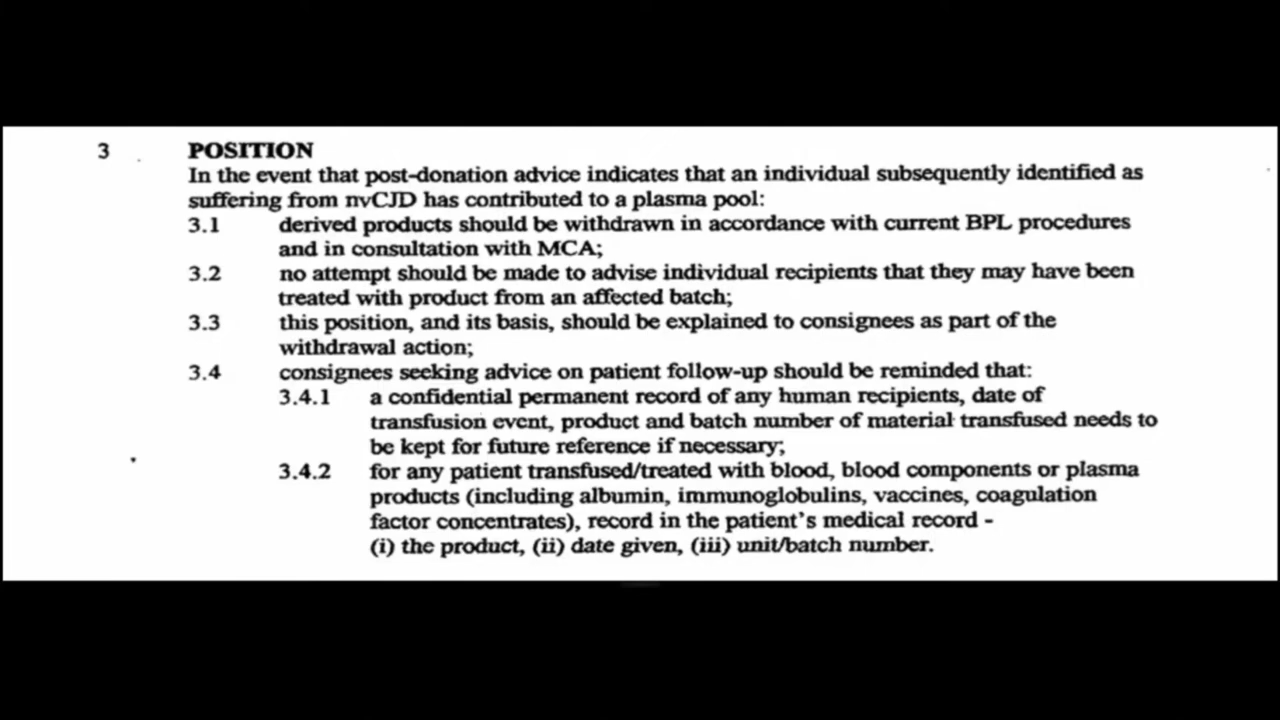 3 POSITION
In the event that post-donation advice indicates that an individual subsequently identified as
suffering from nvCJD has contributed to a plasma pool:
3.1 derived products should be withdrawn in accordance with current BPL procedures
and in consultation with MCA;
3.2 no attempt should be made to advise individual recipients that they may have been
treated with product from an affected batch;
3.3 this position, and its basis, should be explained to consignees as part of the
withdrawal action;
3.4 consignees seeking advice on patient follow-up should be reminded that:
3.4.1 a confidential permanent record of any human recipients, date of
transfusion event, product and batch number of material transfused needs to
be kept for future reference if necessary;
3.4.2 for any patient transfused/treated with blood, blood components or plasma
products (including albumin, immunoglobulins, vaccines, coagulation
factor concentrates), record in the patient's medical record -
(i) the product, (ii) date given, (iii) unit/batch number.